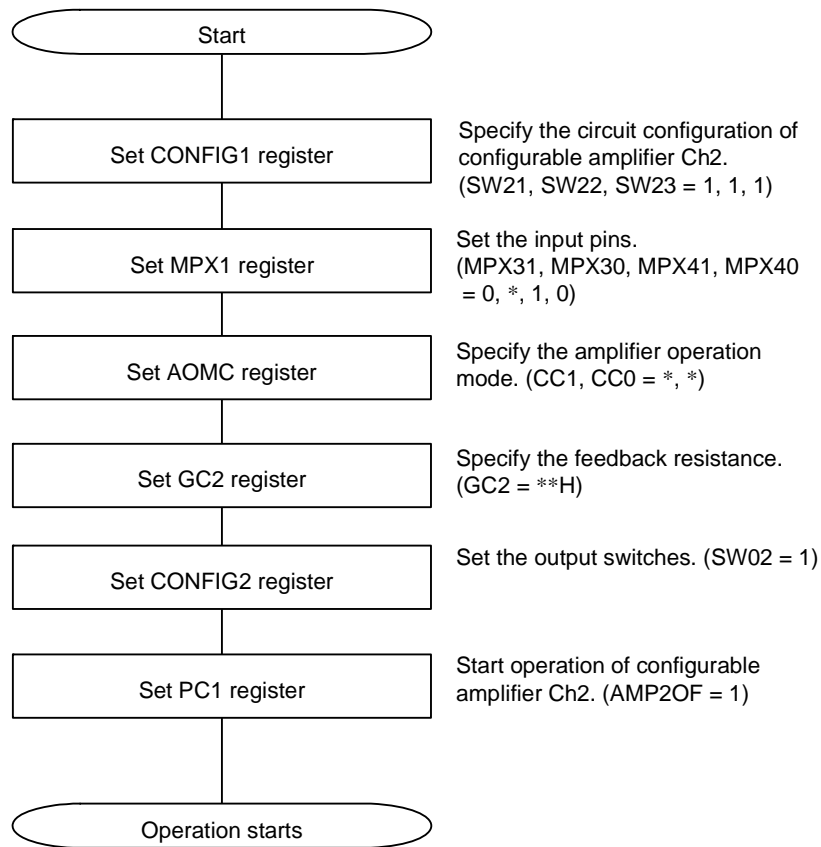 Start
Set CONFIG1 register
Specify the circuit configuration of
configurable amplifier Ch2.
(SW21, SW22, SW23 = 1, 1, 1)
Set MPX1 register
Set the input pins.
(MPX31, MPX30, MPX41, MPX40
= 0, *, 1, 0)
Set AOMC register
Specify the amplifier operation
mode. (CC1, CC0 = *, *)
Set GC2 register
Specify the feedback resistance.
(GC2 = **H)
Set CONFIG2 register
Set the output switches. (SW02 = 1)
Set PC1 register
Start operation of configurable
amplifier Ch2. (AMP2OF = 1)
Operation starts